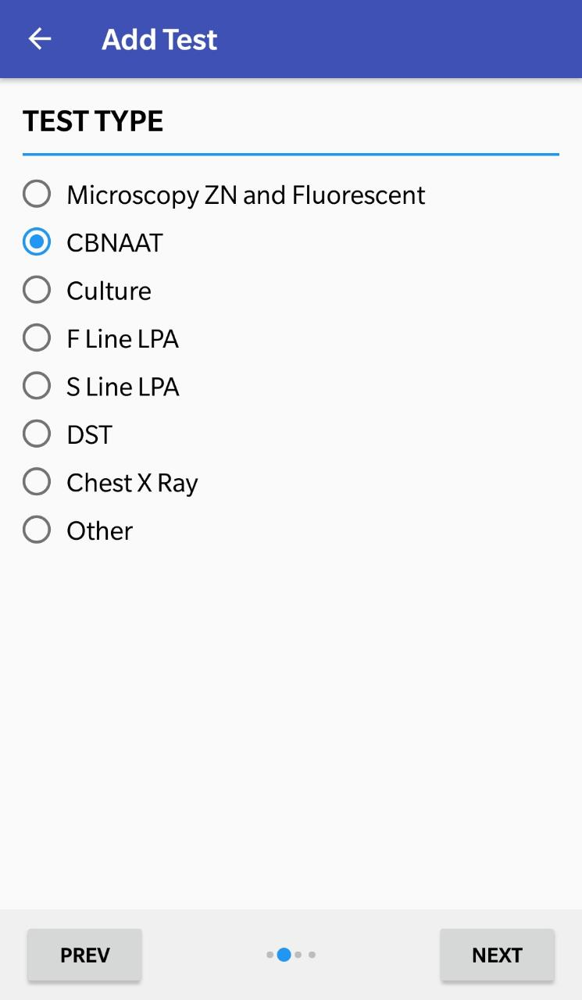 Add Test
TEST TYPE
Microscopy ZN and Fluorescent
CBNAAT
Culture
F Line LPA
S Line LPA
DST
Chest X Ray
Other
PREV
NEXT